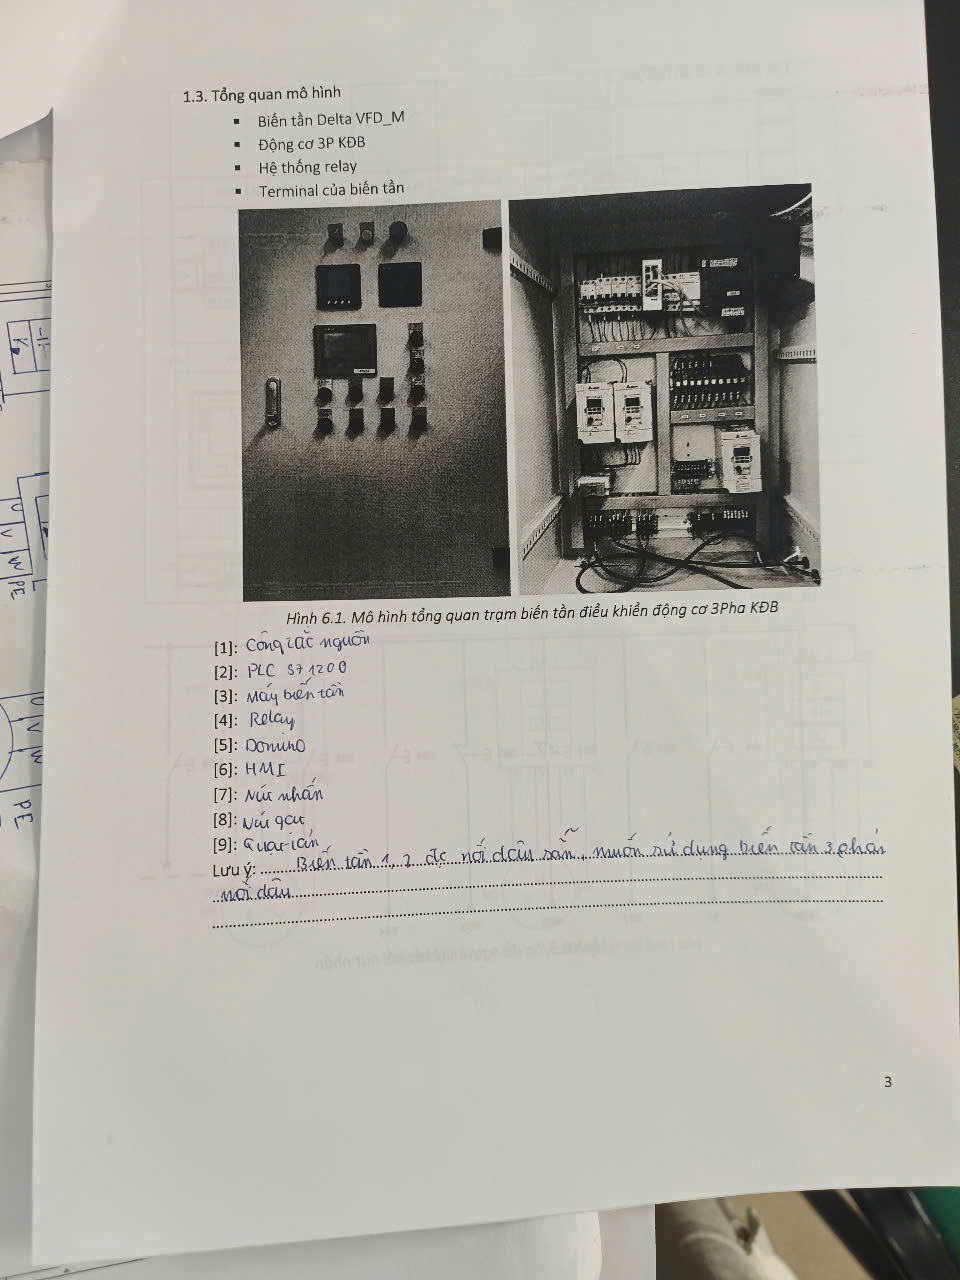 1.3. Tổng quan mô hình
▪ Biến tần Delta VFD_M
▪ Động cơ 3P KĐB
▪ Hệ thống relay
▪ Terminal của biến tần
Hình 6.1. Mô hình tổng quan trạm biến tần điều khiển động cơ 3Pha KĐB
[1]: Công tắc nguồn
[2]: PLC S7 1200
[3]: Máy biến tần
[4]: Relay
[5]: Domino
[6]: HMI
[7]: Nút nhấn
[8]: Nút gạt
[9]:
Lưu ý: Biến tần 1, 2 đc nối dây sẵn, muốn sử dụng biến tần 3 phải
nối dây
3
U
V
W
PE
U
V
W
PE